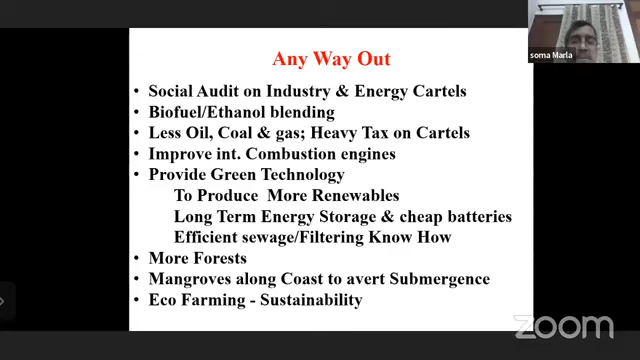 Any Way Out
• Social Audit on Industry & Energy Cartels
• Biofuel/Ethanol blending
• Less Oil, Coal & gas; Heavy Tax on Cartels
• Improve int. Combustion engines
• Provide Green Technology
To Produce More Renewables
Long Term Energy Storage & cheap batteries
Efficient sewage/Filtering Know How
• More Forests
• Mangroves along Coast to avert Submergence
• Eco Farming - Sustainability
soma Marla
zoom